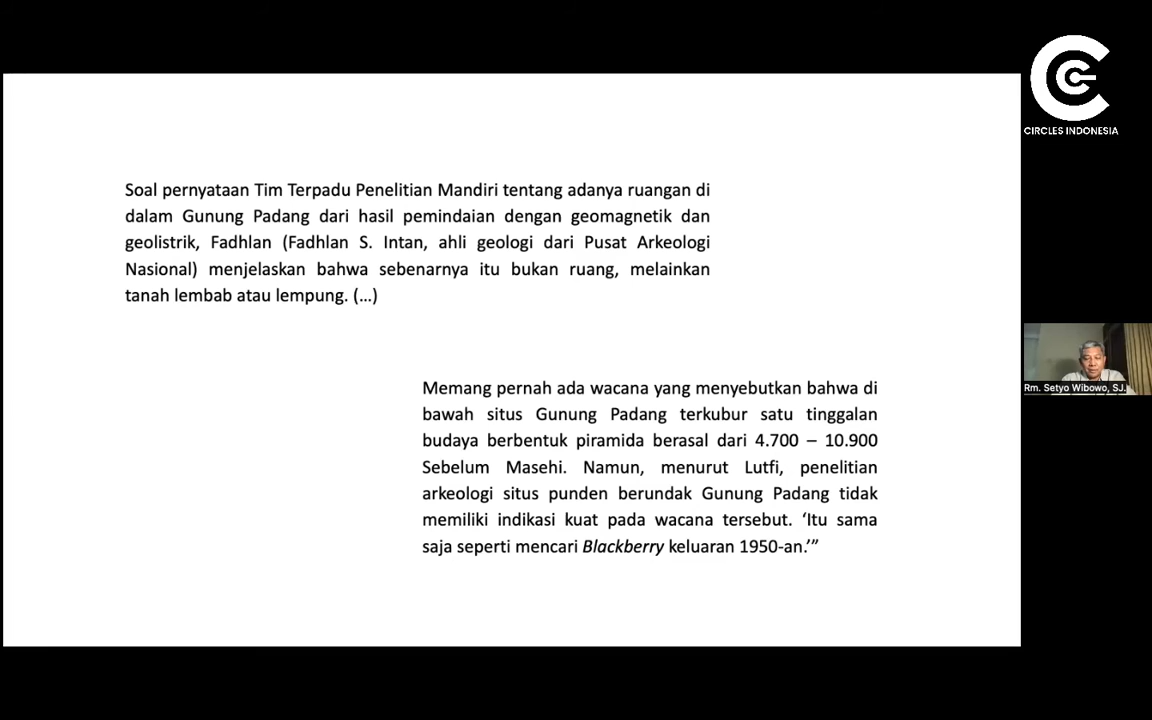 CIRCLES INDONESIA
Soal pernyataan Tim Terpadu Penelitian Mandiri tentang adanya ruangan di
dalam Gunung Padang dari hasil pemindaian dengan geomagnetik dan
geolistrik, Fadhlan (Fadhlan S. Intan, ahli geologi dari Pusat Arkeologi
Nasional) menjelaskan bahwa sebenarnya itu bukan ruang, melainkan
tanah lembab atau lempung. (…)
Memang pernah ada wacana yang menyebutkan bahwa di
bawah situs Gunung Padang terkubur satu tinggalan
budaya berbentuk piramida berasal dari 4.700 – 10.900
Sebelum Masehi. Namun, menurut Lutfi, penelitian
arkeologi situs punden berundak Gunung Padang tidak
memiliki indikasi kuat pada wacana tersebut. ‘Itu sama
saja seperti mencari Blackberry keluaran 1950-an.’”
Rm. Setyo Wibowo, SJ.